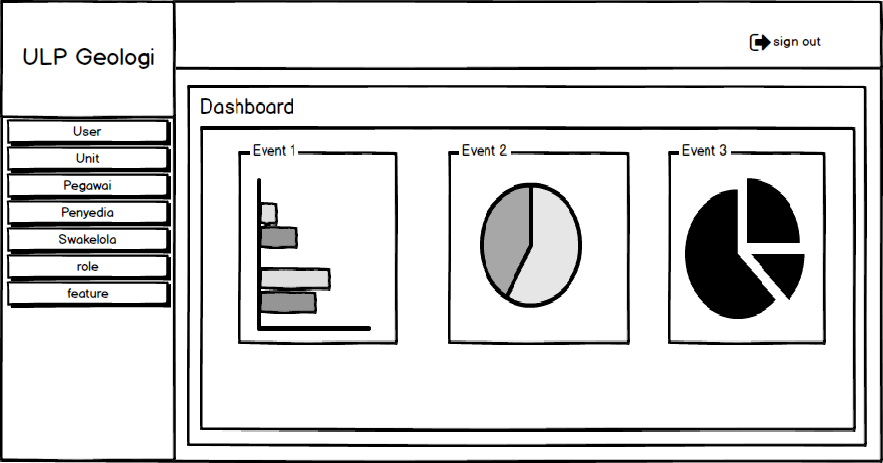 ULP Geologi
sign out
User
Unit
Pegawai
Penyedia
Swakelola
role
feature
Dashboard
Event 1
Event 2
Event 3